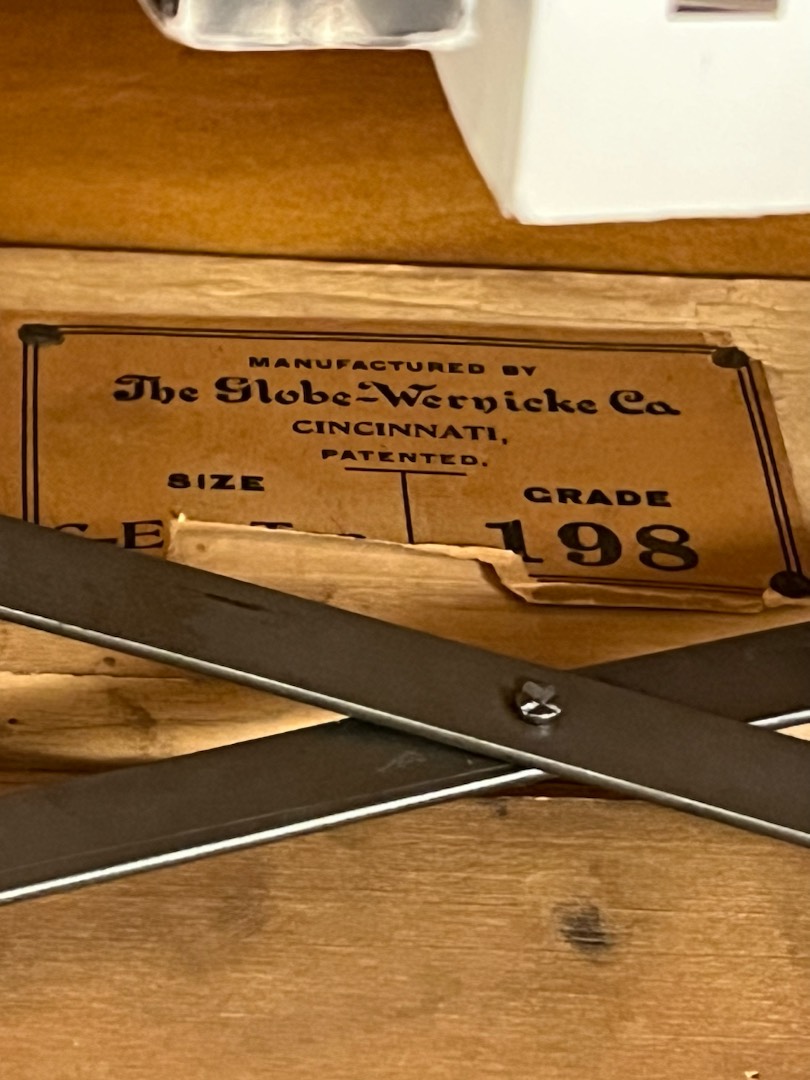 MANUFACTURED BY
The Globe-Wernicke Co.
CINCINNATI,
PATENTED.
SIZE
GRADE
198